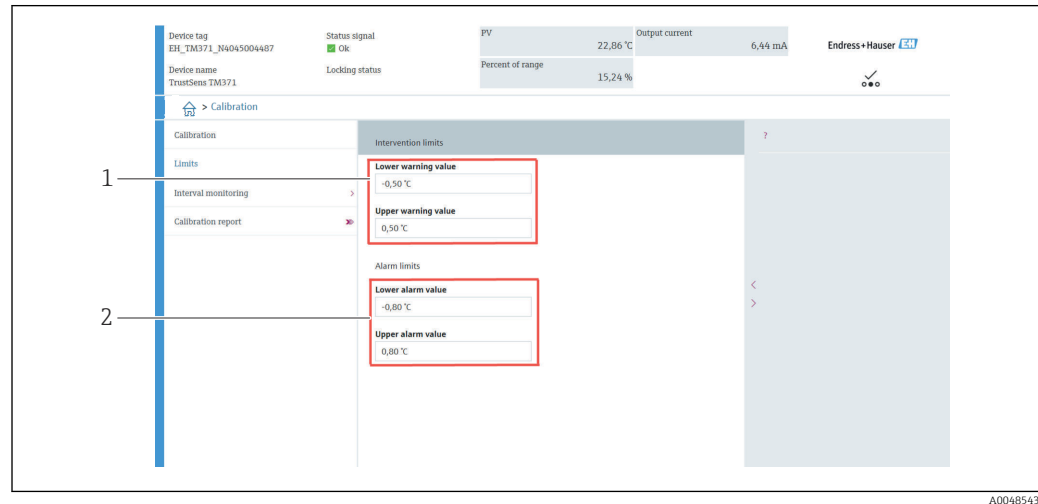 Device tag
EH_TM371_N4045004487
Status signal
Ok
PV
22,86 °C
Output current
6,44 mA
Endress+Hauser EH
Device name
TrustSens TM371
Locking status
Percent of range
15,24 %
> Calibration
Calibration
Limits
Interval monitoring
Calibration report
Intervention limits
1
Lower warning value
-0,50 °C
Upper warning value
0,50 °C
Alarm limits
2
Lower alarm value
-0,80 °C
Upper alarm value
0,80 °C
?
<
>
A0048543